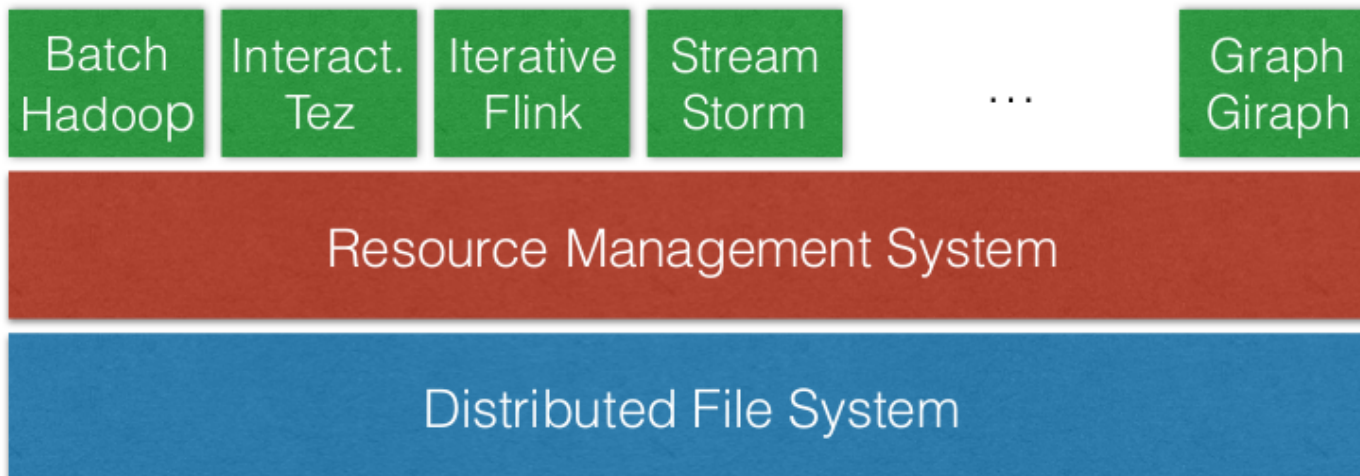 Batch
Hadoop
Interact.
Tez
Iterative
Flink
Stream
Storm
...
Graph
Giraph
Resource Management System
Distributed File System